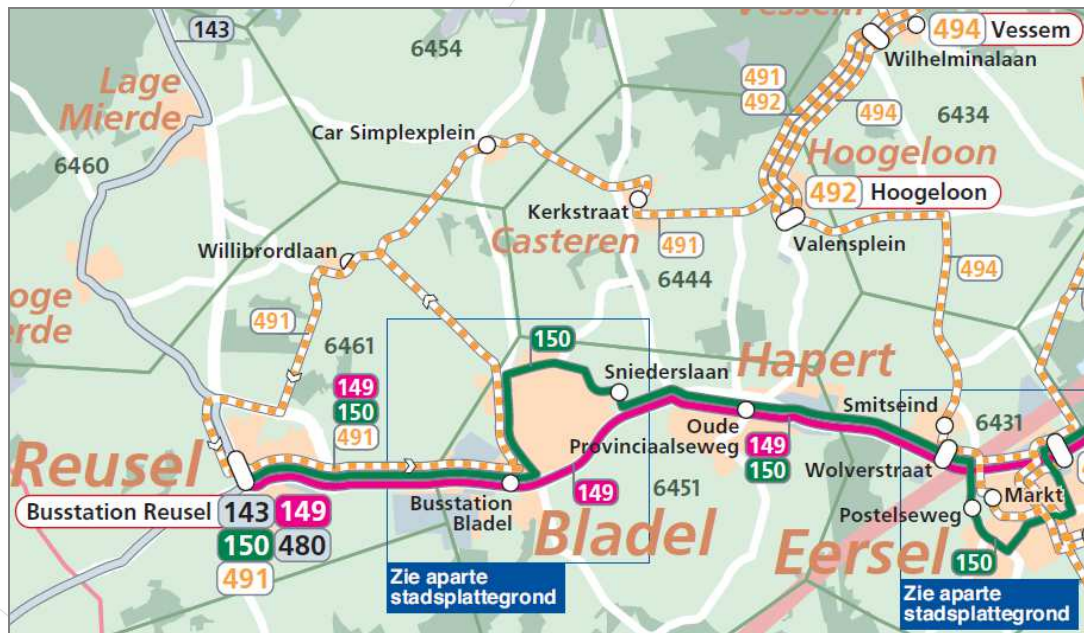 Vessem
143
6454
494 Vessem
Wilhelminalaan
Lage
Mierde
491
492
494
6434
Car Simplexplein
Hoogeloon
6460
492 Hoogeloon
Kerkstraat
Casteren
491
Valensplein
Willibrordlaan
494
oge
erde
6444
491
6461
150
149
150
491
Hapert
Sniederslaan
Smitseind
6431
Oude
Provinciaalseweg
149
150
Wolverstraat
Reusel
Busstation Reusel 143 149
150 480
491
Busstation
Bladel
149
6451
Bladel
Markt
Postelseweg
Eersel
150
Zie aparte
stadsplattegrond
Zie aparte
stadsplattegrond